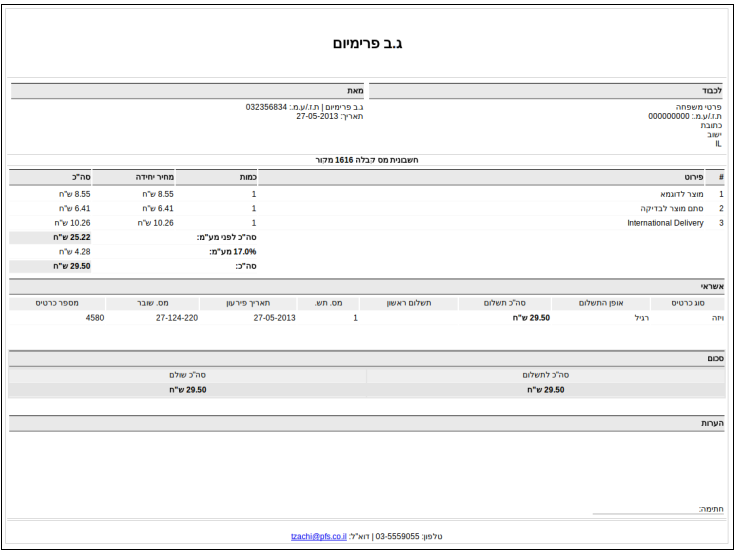 ג.ב פרימיום
לכבוד
פרטי משפחה
ת.ז./ע.מ.: 000000000
כתובת
ישוב
IL
מאת
ג.ב פרימיום | ת.ז./ע.מ.: 032356834
תאריך: 27-05-2013
חשבונית מס קבלה 1616 מקור
# פירוט כמות מחיר יחידה סה"כ
1 מוצר לדוגמא 1 8.55 ש"ח 8.55 ש"ח
2 סתם מוצר לבדיקה 1 6.41 ש"ח 6.41 ש"ח
3 International Delivery 1 10.26 ש"ח 10.26 ש"ח
סה"כ לפני מע"מ: 25.22 ש"ח
17.0% מע"מ: 4.28 ש"ח
סה"כ: 29.50 ש"ח
אשראי
סוג כרטיס אופן התשלום סה"כ תשלום תשלום ראשון מס. תש. תאריך פירעון מס. שובר מספר כרטיס
ויזה רגיל 29.50 ש"ח 1 27-05-2013 27-124-220 4580
סכום
סה"כ לתשלום סה"כ שולם
29.50 ש"ח 29.50 ש"ח
הערות
חתימה:
טלפון: 03-5559055 | דוא"ל: tzachi@pfs.co.il